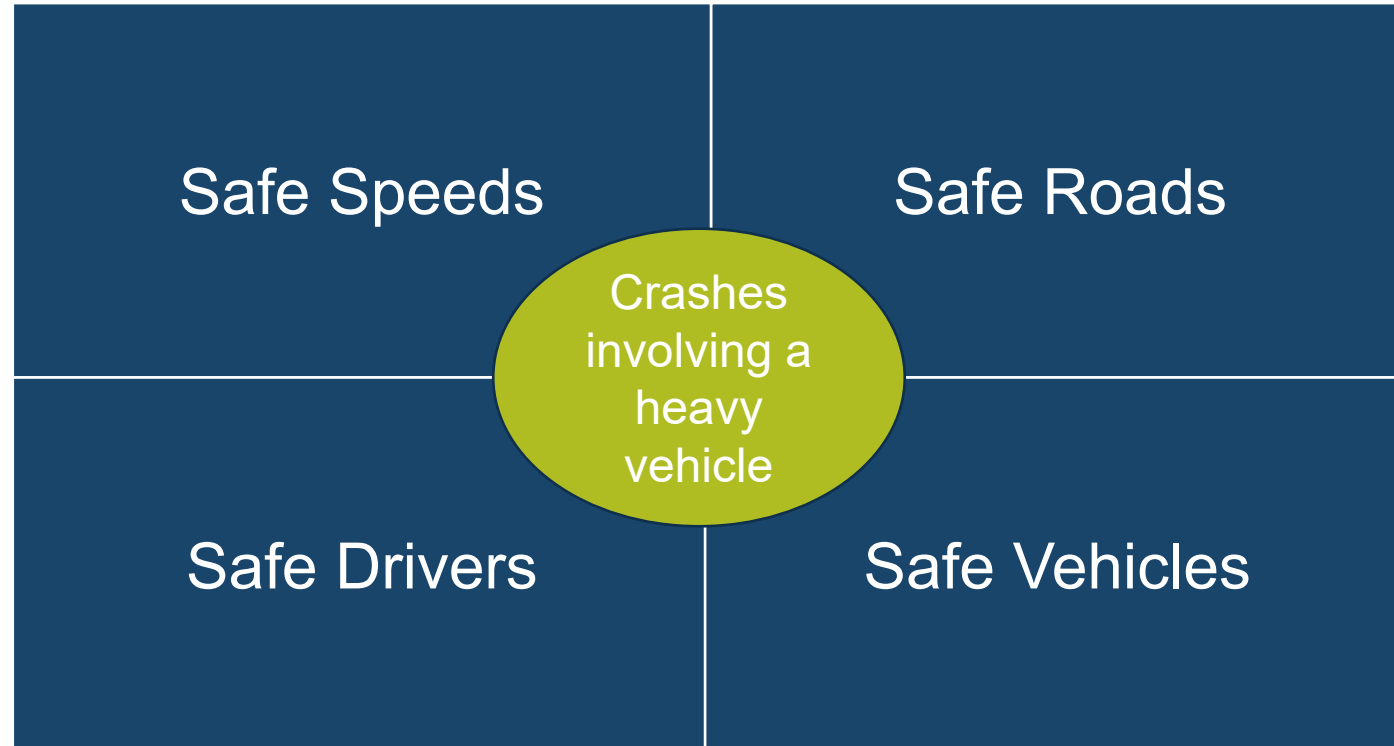 Safe Speeds
Safe Roads
Crashes
involving a
heavy
vehicle
Safe Drivers
Safe Vehicles